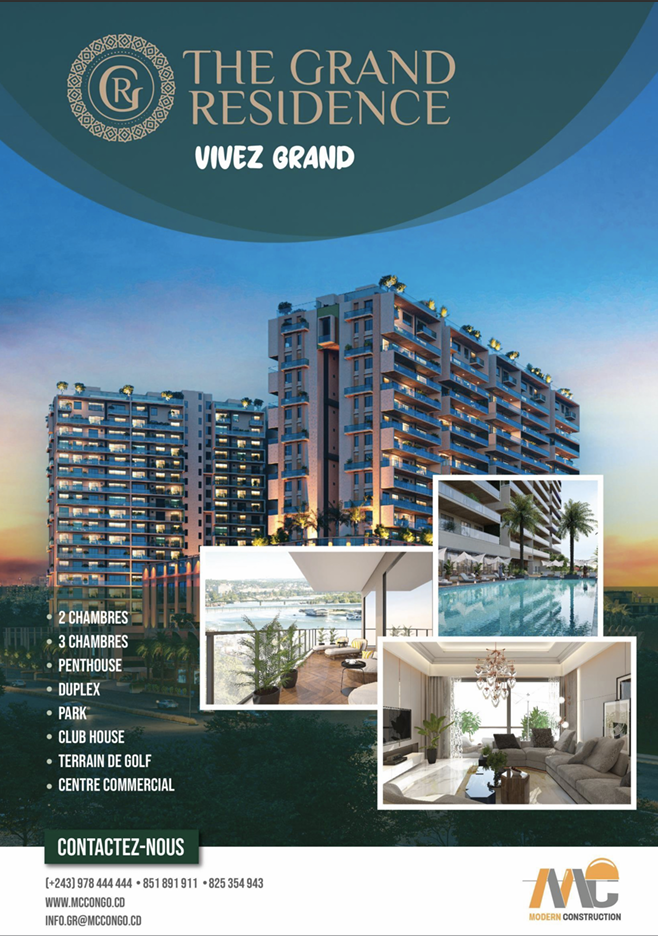 GR
THE GRAND
RESIDENCE
VIVEZ GRAND
• 2 CHAMBRES
• 3 CHAMBRES
• PENTHOUSE
• DUPLEX
• PARK
• CLUB HOUSE
• TERRAIN DE GOLF
• CENTRE COMMERCIAL
CONTACTEZ-NOUS
(+243) 978 444 444 • 851 891 911 • 825 354 943
WWW.MCCONGO.CD
INFO.GR@MCCONGO.CD
MC
MODERN CONSTRUCTION